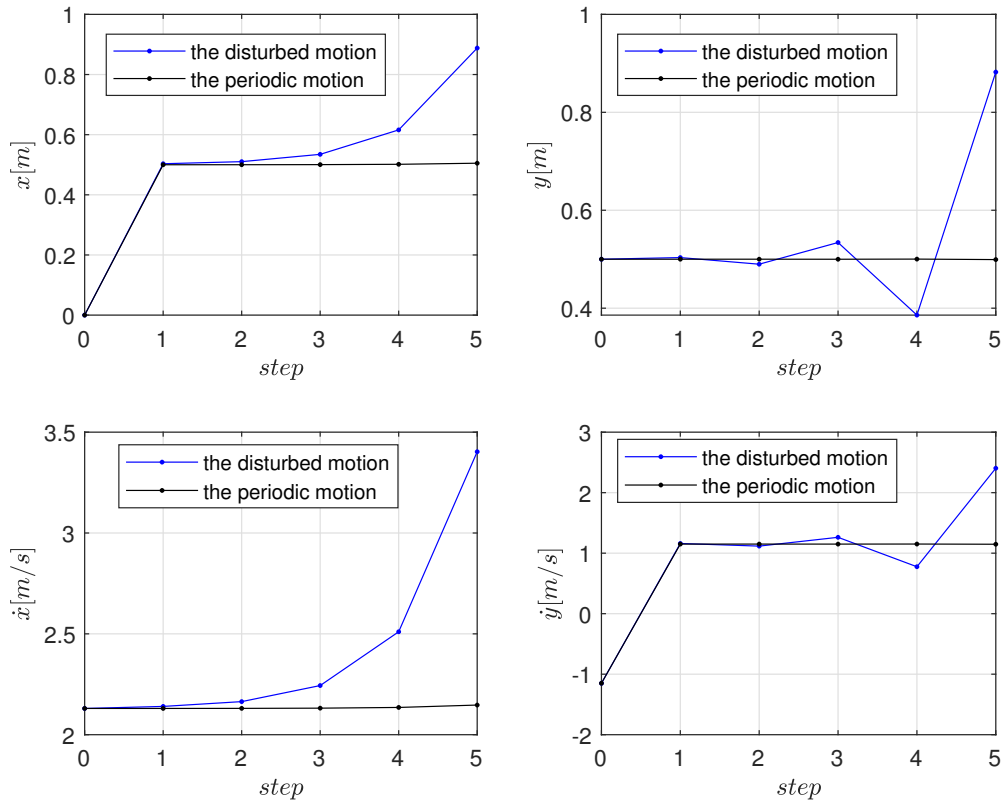 1
0.8
0.6
0.4
0.2
0
x[m]
0 1 2 3 4 5
step
the disturbed motion
the periodic motion
1
0.8
0.6
0.4
y[m]
0 1 2 3 4 5
step
the disturbed motion
the periodic motion
3.5
3
2.5
2
ẋ[m/s]
0 1 2 3 4 5
step
the disturbed motion
the periodic motion
3
2
1
0
-1
-2
ẏ[m/s]
0 1 2 3 4 5
step
the disturbed motion
the periodic motion